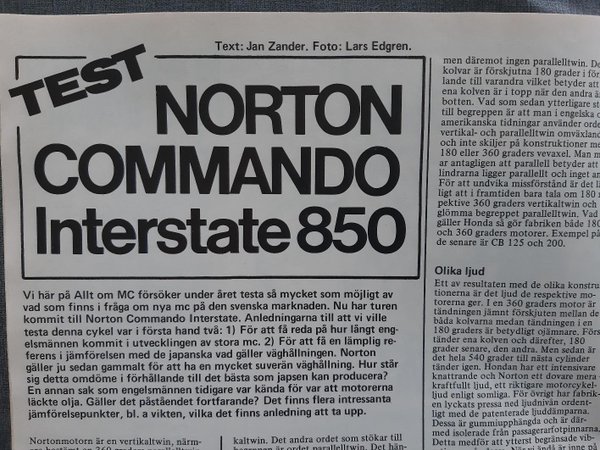 Text: Jan Zander. Foto: Lars Edgren.
TEST
NORTON
COMMANDO
Interstate 850
Vi här på Allt om MC försöker under året testa så mycket som möjligt av
vad som finns i fråga om nya mc på den svenska marknaden. Nu har turen
kommit till Norton Commando Interstate. Anledningarna till att vi ville
testa denna cykel var i första hand två: 1) För att få reda på hur långt eng-
elsmännen kommit i utvecklingen av stora mc. 2) För att få en lämplig re-
ferens i jämförelsen med de japanska vad gäller väghållningen. Norton
gäller ju sedan gammalt för att ha en mycket suverän väghållning. Hur står
sig detta omdöme i förhållande till det bästa som japsen kan producera?
En annan sak som engelsmännen tidigare var kända för var att motorerna
läckte olja. Gäller det påståendet fortfarande? Det finns flera intressanta
jämförelsepunkter, bl. a. vikten, vilka det finns anledning att ta upp.
Nortonmotorn är en vertikaltwin, närm-
kaltwin. Det andra ordet som stökar till
men däremot ingen paralleltwin. De
kolvar är förskjutna 180 grader i för
lande till varandra vilket betyder att
ena kolven är i topp när den andra är
botten. Vad som sedan ytterligare st
till begreppen är att man i engelska o
amerikanska tidningar använder orde
vertikal- och parallelltwin omväxlan
och inte skiljer på konstruktioner me
180 eller 360 graders vevaxel. Man m
ar antagligen att parallell betyder att
lindrarna ligger parallellt och inget an
För att undvika missförstånd är det lä
ligt att i framtiden bara tala om 180
pektive 360 graders vertikaltwin och
glömma begreppet parallelltwin. Vad
gäller Honda så gör fabriken både 180
och 360 graders motorer. Exempel på
de senare är CB 125 och 200.
Olika ljud
Ett av resultaten med de olika konstru
tionerna är det ljud de respektive mo
torerna ger. I en 360 graders motor är
tändningen jämnt förskjuten mellan de
båda kolvarna medan tändningen i en
180 graders är betydligt ojämnare. Förs
tänder ena kolven och därefter, 180
grader senare, den andra. Men sedan är
det hela 540 grader till nästa cylinder
tänder igen. Hondan har ett intensivare
knattrande och Norton ett dovare mera
kraftfullt ljud, ett riktigare motorcykel-
ljud enligt somliga. För övrigt har fabrik-
en lyckats pressa ned ljudnivån ordent-
ligt med de patenterade ljuddämparna.
Dessa är gummiupphängda och är där-
med isolerade från passagerarfotpinnarna.
Detta medför att ytterst begränsade vib-